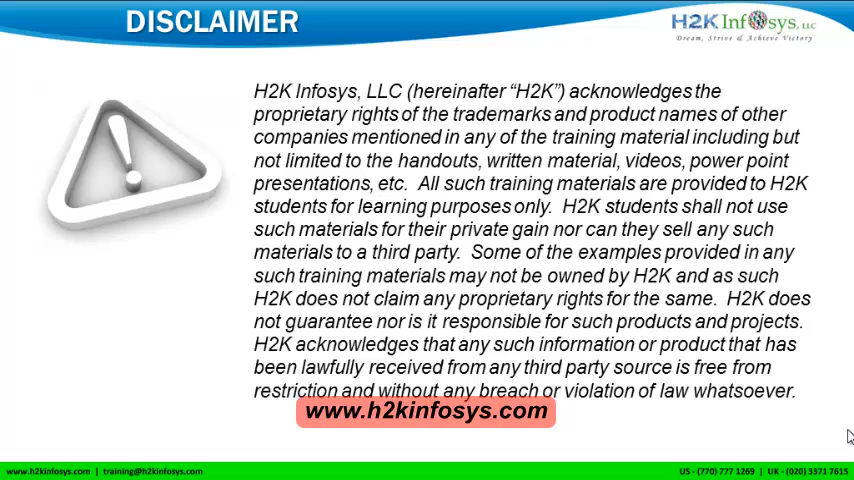 DISCLAIMER
H2K Infosys, LLC
Dream, Strive & Achieve Victory
H2K Infosys, LLC (hereinafter “H2K”) acknowledges the
proprietary rights of the trademarks and product names of other
companies mentioned in any of the training material including but
not limited to the handouts, written material, videos, power point
presentations, etc.  All such training materials are provided to H2K
students for learning purposes only.  H2K students shall not use
such materials for their private gain nor can they sell any such
materials to a third party.  Some of the examples provided in any
such training materials may not be owned by H2K and as such
H2K does not claim any proprietary rights for the same.  H2K does
not guarantee nor is it responsible for such products and projects.
H2K acknowledges that any such information or product that has
been lawfully received from any third party source is free from
restriction and without any breach or violation of law whatsoever.
www.h2kinfosys.com
www.h2kinfosys.com | training@h2kinfosys.com
US - (770) 777 1269 | UK - (020) 3371 7615